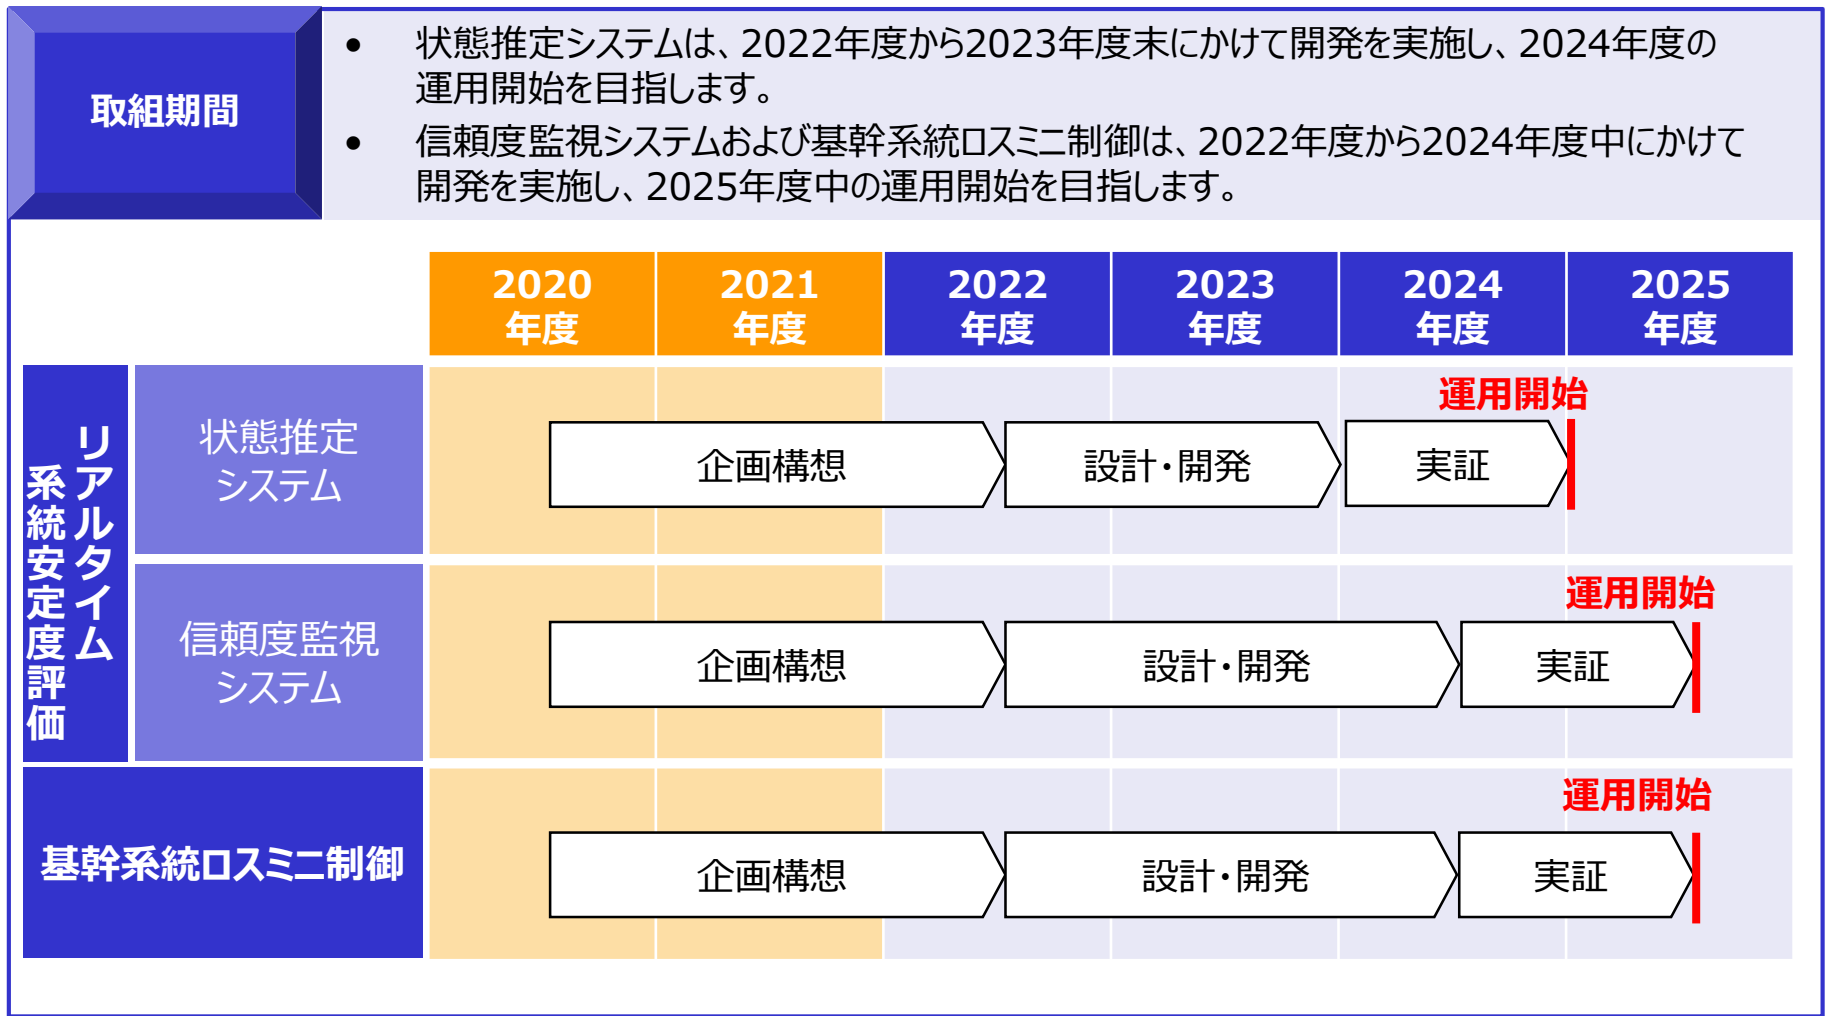 取組期間
• 状態推定システムは、2022年度から2023年度末にかけて開発を実施し、2024年度の
運用開始を目指します。
• 信頼度監視システムおよび基幹系統ロスミニ制御は、2022年度から2024年度中にかけて
開発を実施し、2025年度中の運用開始を目指します。
2020
年度
2021
年度
2022
年度
2023
年度
2024
年度
2025
年度
リアルタイム
系統安定度評価
状態推定
システム
企画構想
設計・開発
実証
運用開始
信頼度監視
システム
企画構想
設計・開発
実証
運用開始
基幹系統ロスミニ制御
企画構想
設計・開発
実証
運用開始